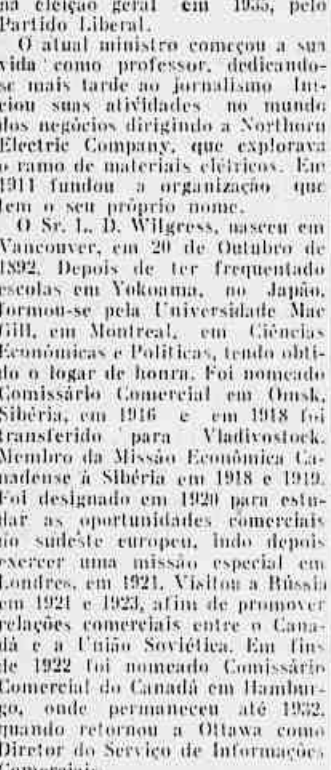 na eleição geral em 1935, pelo
Partido Liberal.
O atual ministro começou a sua
vida como professor, dedicando-
se mais tarde ao jornalismo Ini-
ciou suas atividades no mundo
dos negócios dirigindo a Northern
Electric Company, que explorava
o ramo de materiais elétricos. Em
1911 fundou a organização que
tem o seu próprio nome.
O Sr. L. D. Wilgress, nasceu em
Vancouver, em 20 de Outubro de
1892. Depois de ter frequentado
escolas em Yokoama, no Japão,
formou-se pela Universidade Mac
Gill, em Montreal, em Ciências
Econômicas e Politicas, tendo obti-
do o logar de honra. Foi nomeado
Comissário Comercial em Omsk,
Sibéria, em 1916 e em 1918 foi
transferido para Vladivostock.
Membro da Missão Econômica Ca-
nadense à Sibéria em 1918 e 1919.
Foi designado em 1920 para estu-
dar as oportunidades comerciais
no sudeste europeu, indo depois
exercer uma missão especial em
Londres, em 1921. Visitou a Rússia
em 1921 e 1923, afim de promover
relações comerciais entre o Cana-
dá e a União Soviética. Em fins
de 1922 foi nomeado Comissário
Comercial do Canadá em Hambur-
go, onde permaneceu até 1932,
quando retornou a Ottawa como
Diretor do Serviço de Informações